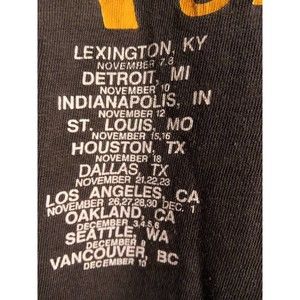 LEXINGTON, KY
NOVEMBER 7,8
DETROIT, MI
NOVEMBER 10
INDIANAPOLIS, IN
NOVEMBER 12
ST. LOUIS, MO
NOVEMBER 15,16
HOUSTON, TX
NOVEMBER 18
DALLAS, TX
NOVEMBER 21,22,23
LOS ANGELES, CA
NOVEMBER 26,27,28,30 DEC. 1
OAKLAND, CA
DECEMBER 3,4,5,6
SEATTLE, WA
DECEMBER 8
VANCOUVER, BC
DECEMBER 10